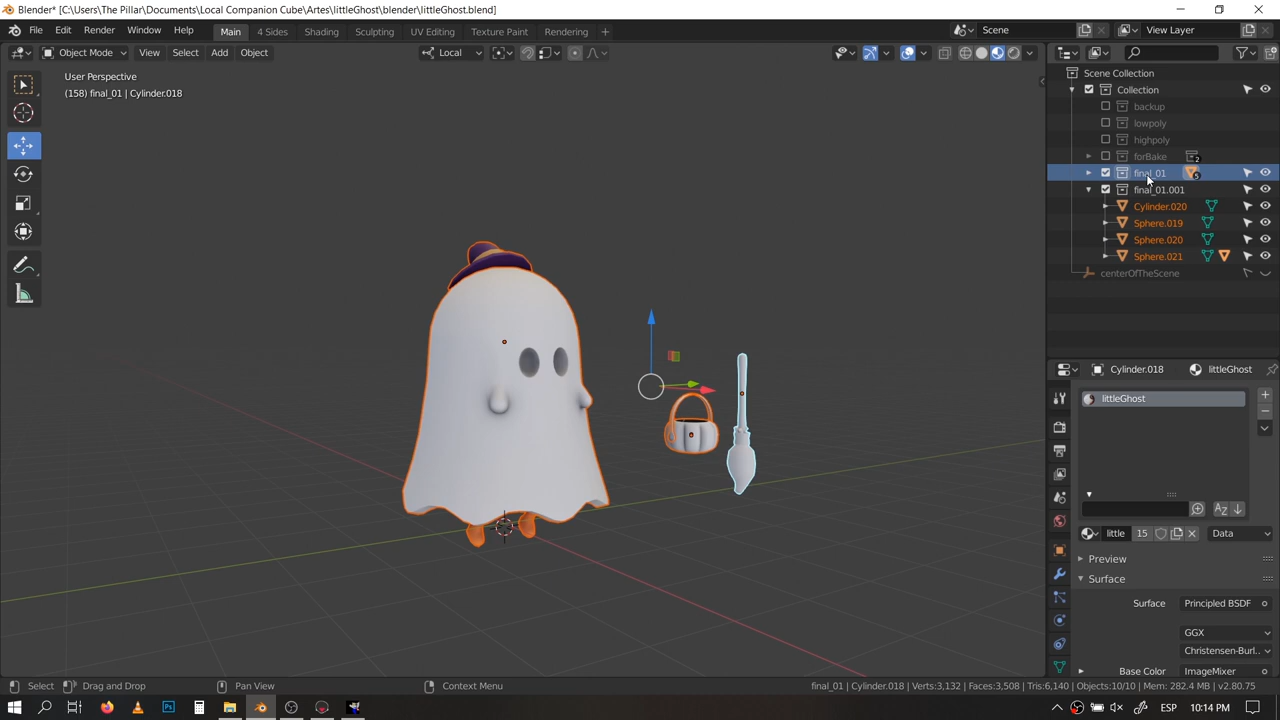 Blender* [C:\Users\The Pillar\Documents\Local Companion Cube\Artes\littleGhost\blender\littleGhost.blend]
File Edit Render Window Help Main 4 Sides Shading Sculpting UV Editing Texture Paint Rendering + Scene View Layer
Object Mode View Select Add Object Local
User Perspective
(158) final_01 | Cylinder.018
Scene Collection
Collection
backup
lowpoly
highpoly
forBake 2
final_01 5
final_01.001
Cylinder.020
Sphere.019
Sphere.020
Sphere.021
centerOfTheScene
Cylinder.018 littleGhost
littleGhost
little 15 Data
Preview
Surface
Surface Principled BSDF
GGX
Christensen-Burl..
Base Color ImageMixer
Select Drag and Drop Pan View Context Menu final_01 | Cylinder.018 | Verts:3,132 | Faces:3,508 | Tris:6,140 | Objects:10/10 | Mem: 282.4 MB | v2.80.75
ESP 10:14 PM